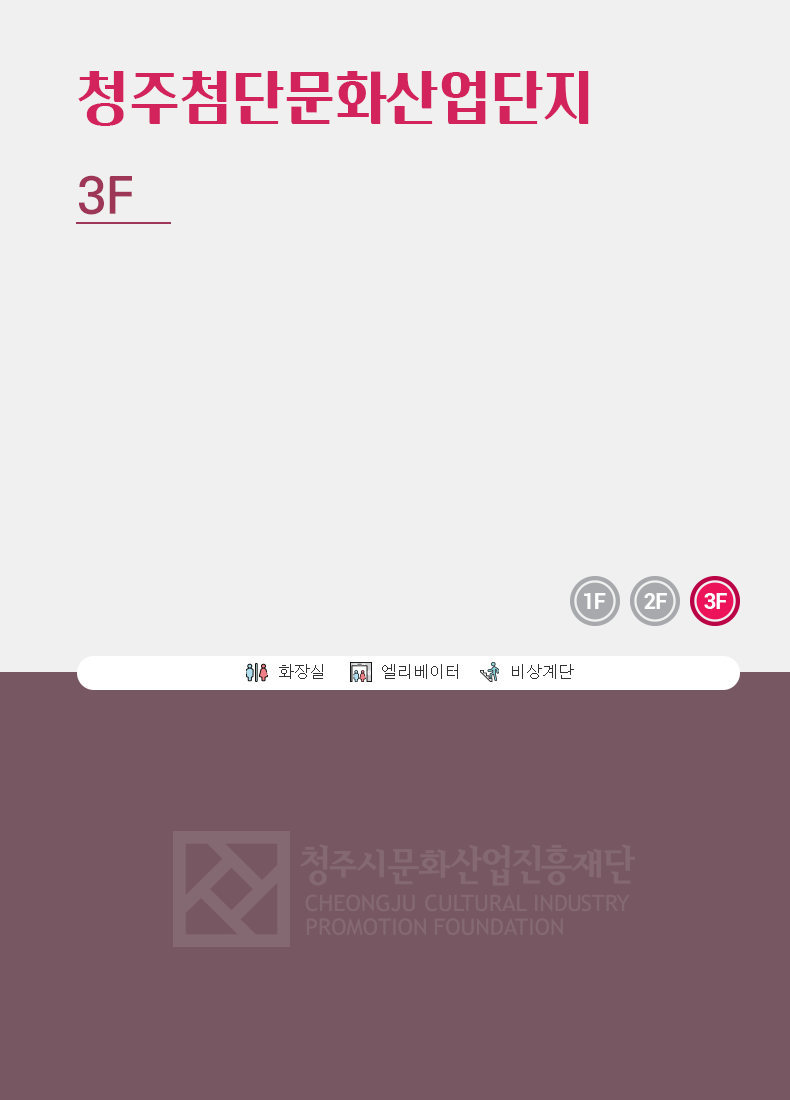 청주첨단문화산업단지
3F
1F 2F 3F
화장실 엘리베이터 비상계단
청주시문화산업진흥재단
CHEONGJU CULTURAL INDUSTRY
PROMOTION FOUNDATION